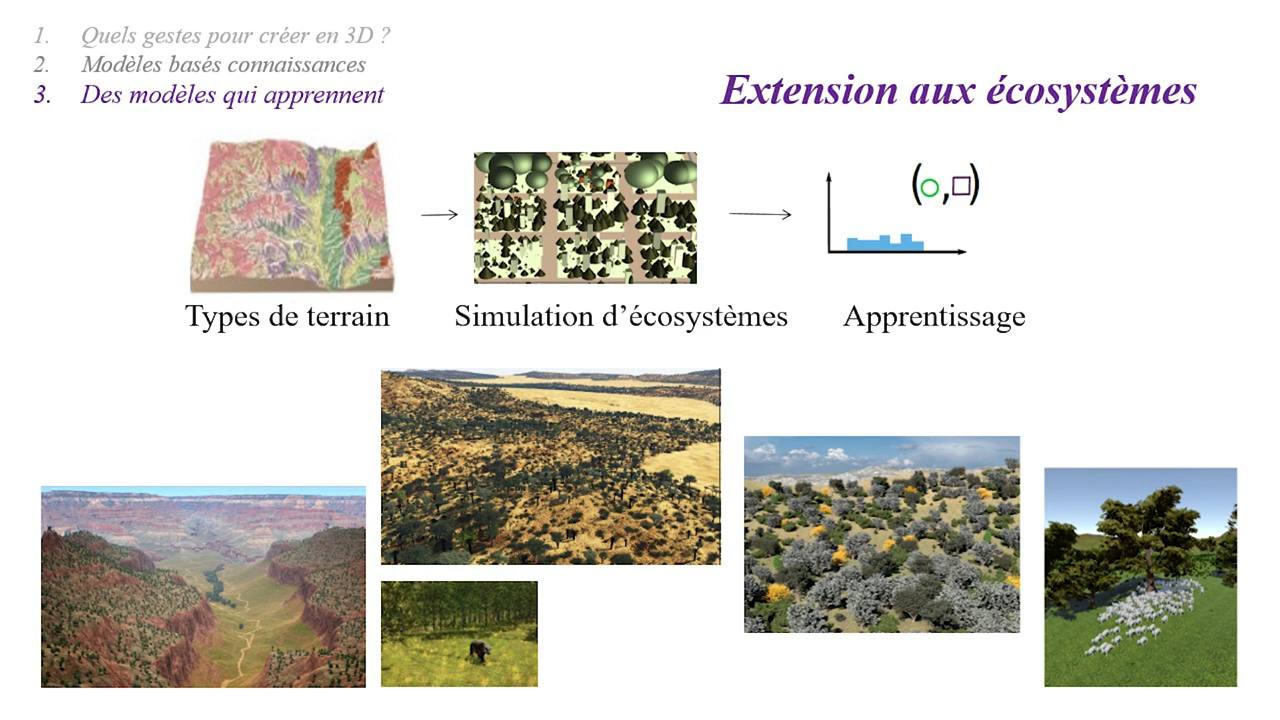 1. Quels gestes pour créer en 3D ?
2. Modèles basés connaissances
3. Des modèles qui apprennent
Extension aux écosystèmes
( , )
Types de terrain
Simulation d’écosystèmes
Apprentissage